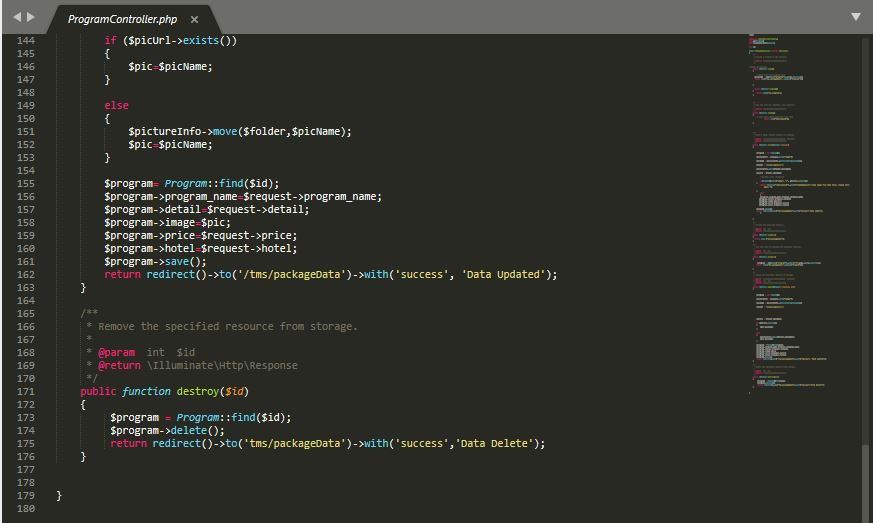 ProgramController.php ×
144 if ($picUrl->exists())
145 {
146 $pic=$picName;
147 }
148
149 else
150 {
151 $pictureInfo->move($folder,$picName);
152 $pic=$picName;
153 }
154
155 $program= Program::find($id);
156 $program->program_name=$request->program_name;
157 $program->detail=$request->detail;
158 $program->image=$pic;
159 $program->price=$request->price;
160 $program->hotel=$request->hotel;
161 $program->save();
162 return redirect()->to('/tms/packageData')->with('success', 'Data Updated');
163 }
164
165 /**
166 * Remove the specified resource from storage.
167 *
168 * @param  int  $id
169 * @return \Illuminate\Http\Response
170 */
171 public function destroy($id)
172 {
173 $program = Program::find($id);
174 $program->delete();
175 return redirect()->to('tms/packageData')->with('success','Data Delete');
176 }
177
178
179 }
180